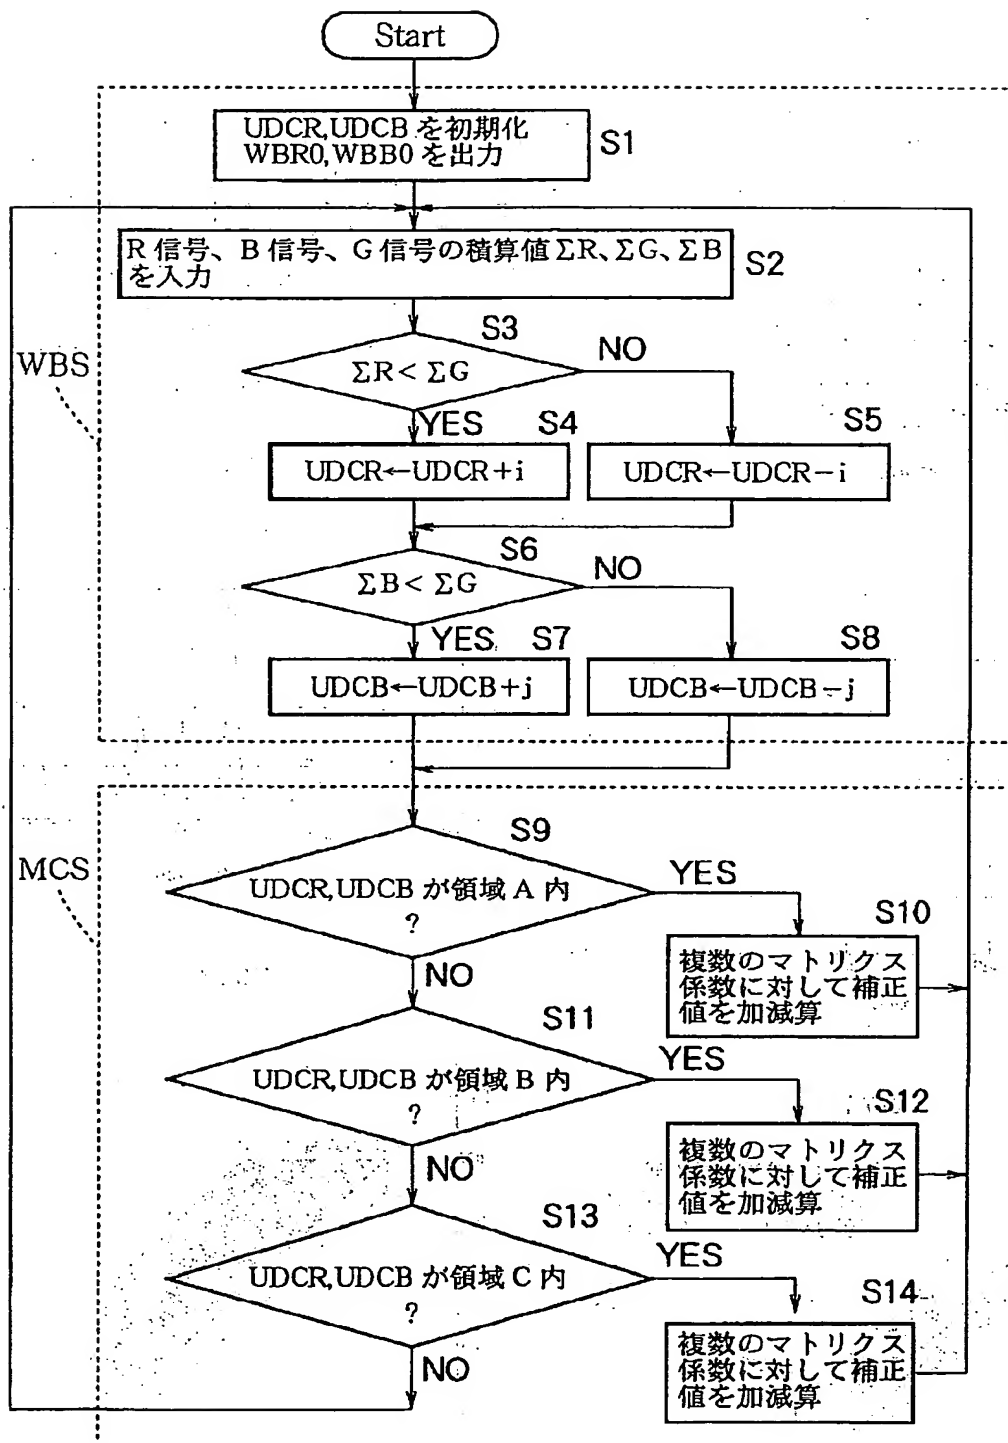 Start
UDCR,UDCB を初期化
WBR0,WBB0 を出力
S1
R 信号、B 信号、G 信号の積算値 ΣR、ΣG、ΣB
を入力
S2
WBS
S3
ΣR< ΣG
NO
YES
S4
UDCR←UDCR+i
S5
UDCR←UDCR−i
S6
ΣB< ΣG
NO
YES
S7
UDCB←UDCB+j
S8
UDCB←UDCB−j
MCS
S9
UDCR,UDCB が領域 A 内
?
YES
NO
S10
複数のマトリクス
係数に対して補正
値を加減算
S11
UDCR,UDCB が領域 B 内
?
YES
NO
S12
複数のマトリクス
係数に対して補正
値を加減算
S13
UDCR,UDCB が領域 C 内
?
YES
NO
S14
複数のマトリクス
係数に対して補正
値を加減算